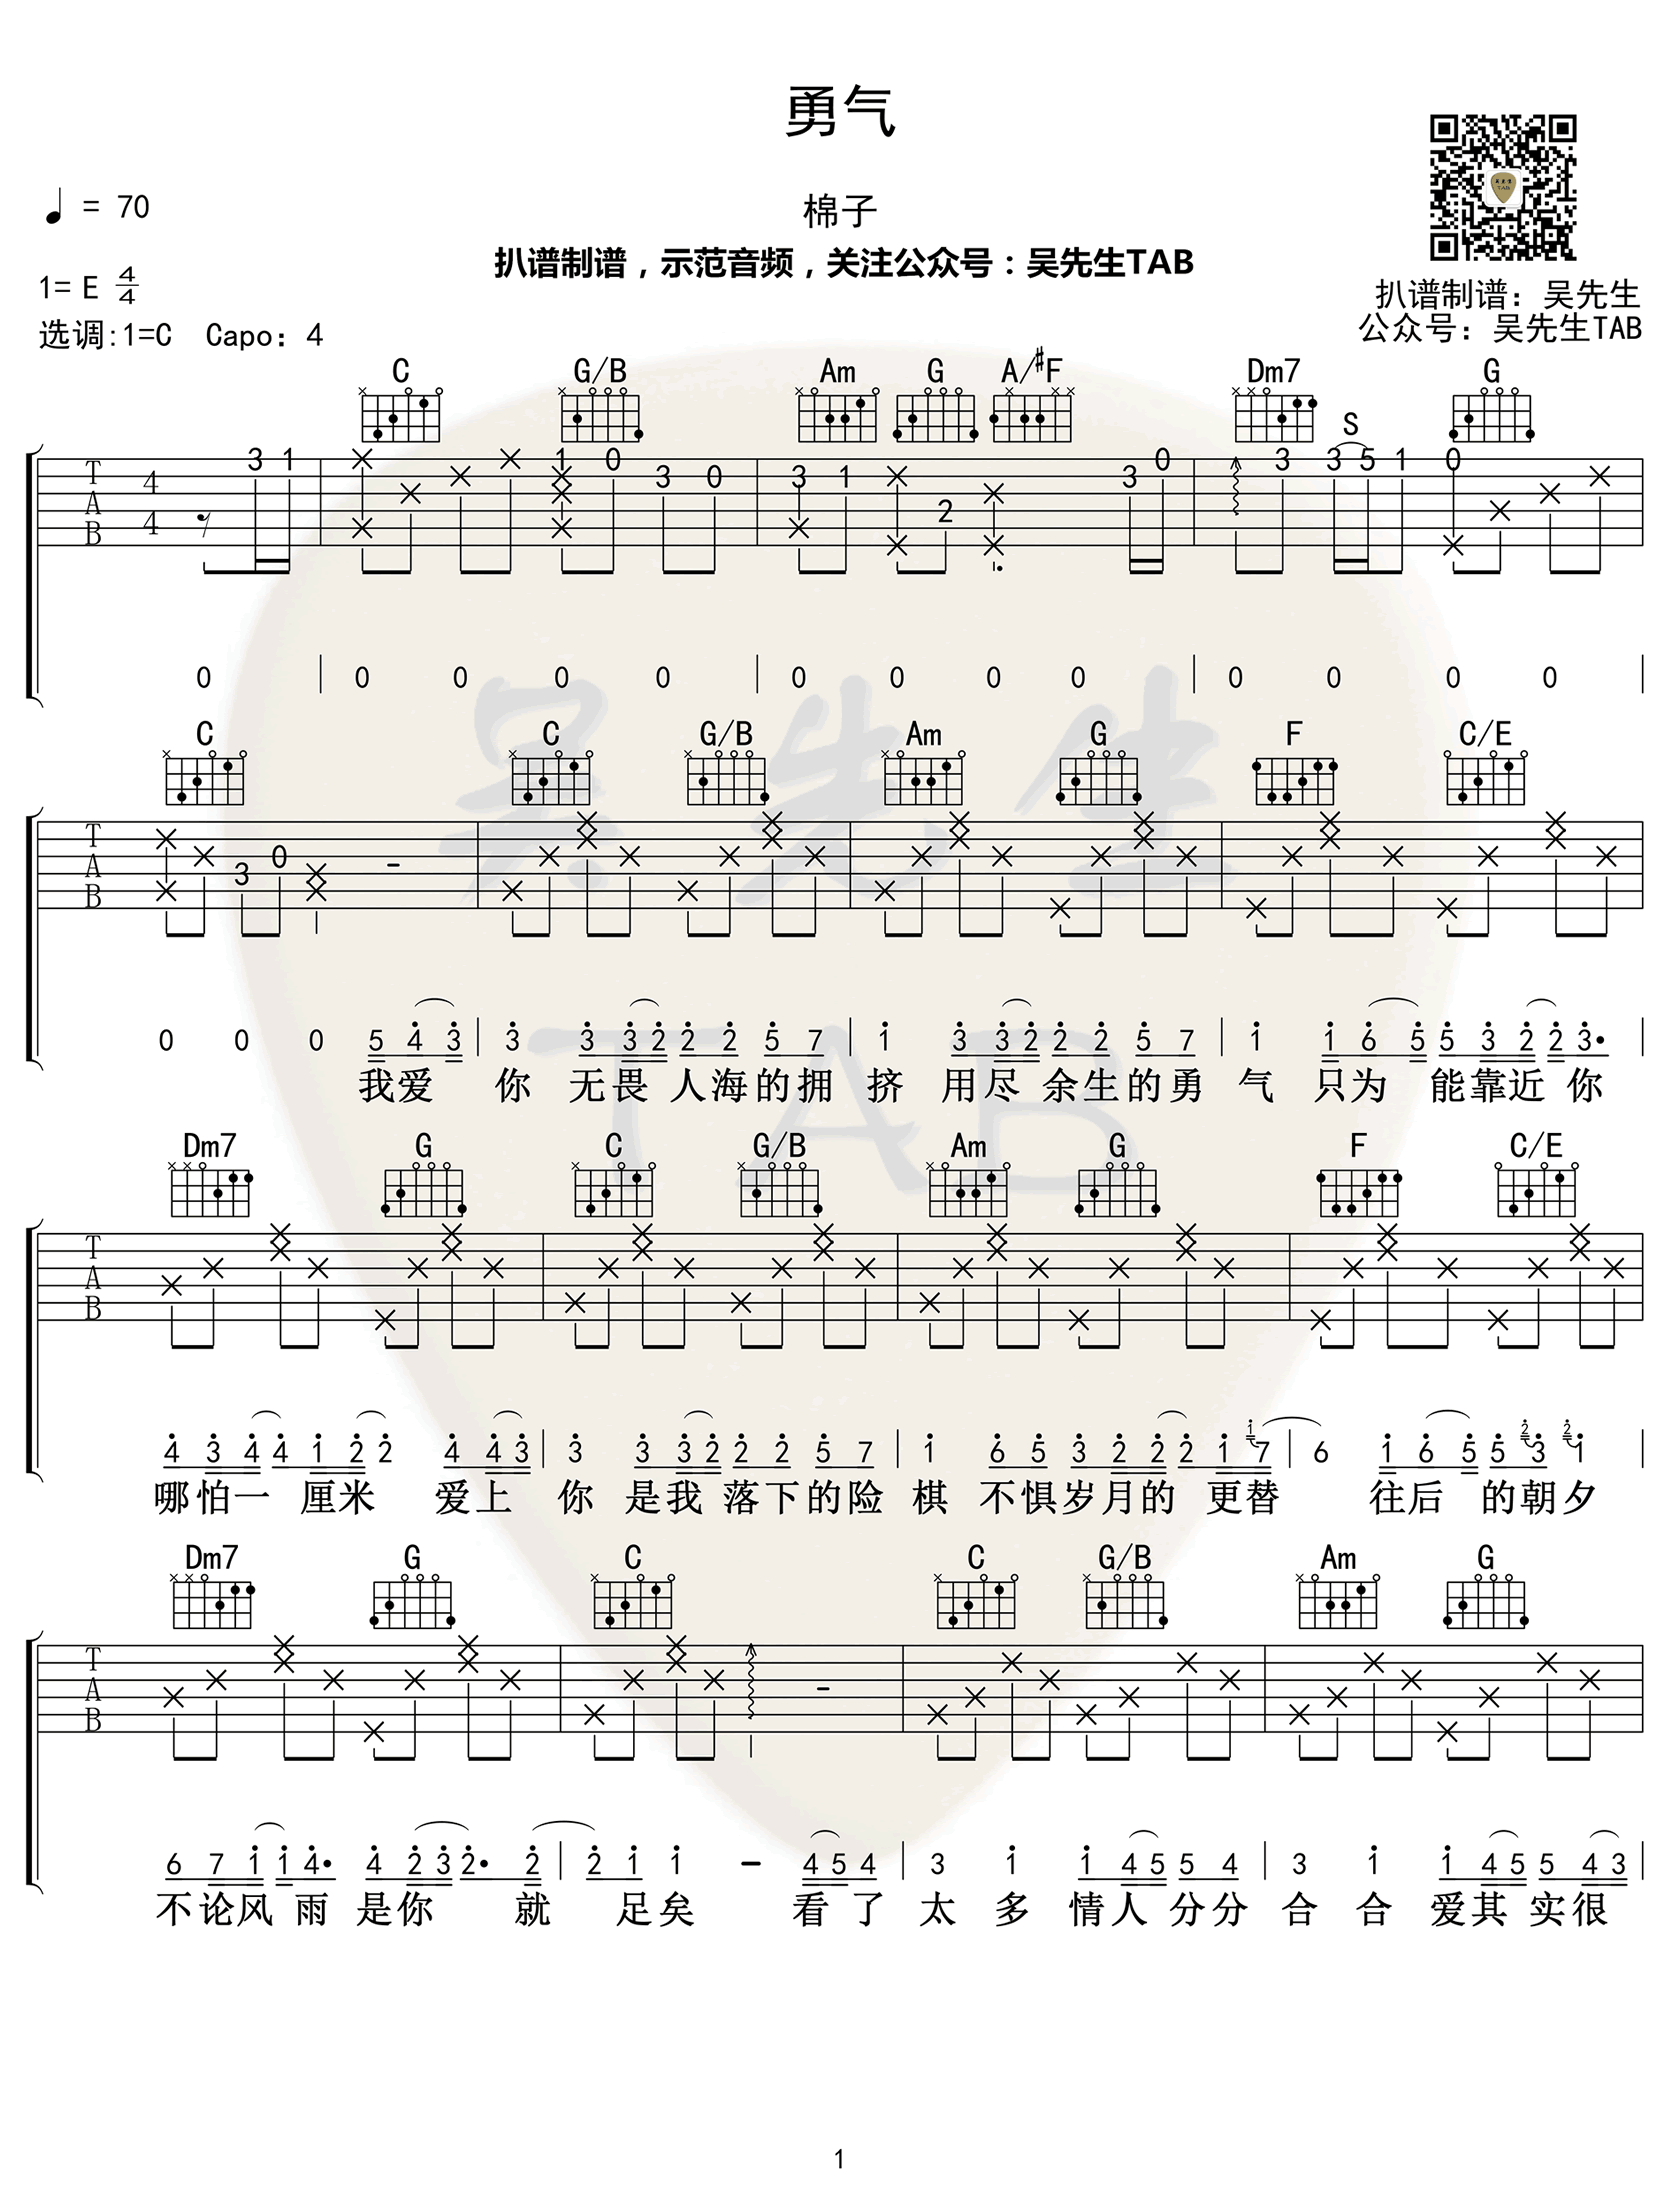 勇气
♩ = 70
棉子
扒谱制谱，示范音频，关注公众号：吴先生TAB
1= E 4/4
扒谱制谱：吴先生
选调:1=C Capo：4
公众号：吴先生TAB
C G/B Am G A/#F Dm7 G
S
T A B 4/4 3 1 1 0 3 0 3 1 2 3 0 3 3 5 1 0
0 0 0 0 0 0 0 0 0 0 0 0 0
C C G/B Am G F C/E
T A B 3 0 -
0 0 0 5 4 3 3 3 3 2 2 2 5 7 1 3 3 2 2 2 5 7 1 1 6 5 5 3 2 2 3·
我爱 你 无畏 人海的拥 挤 用尽 余生的勇 气 只为 能靠近 你
Dm7 G C G/B Am G F C/E
T A B
4 3 4 4 1 2 2 4 4 3 3 3 3 2 2 2 5 7 1 6 5 3 2 2 2 1 1 7 6 1 6 5 5 2 3 2 1
哪怕一 厘米 爱上 你 是我 落下的险 棋 不惧岁月的 更替 往后 的朝夕
Dm7 G C C G/B Am G
T A B -
6 7 1 1 4· 4 2 3 2· 2 2 1 1 - 4 5 4 3 1 1 4 5 5 4 3 1 1 4 5 5 4 3
不论风 雨 是你 就 足矣 看了 太多 情人 分分 合合 爱其 实很
吴先生
TAB
1